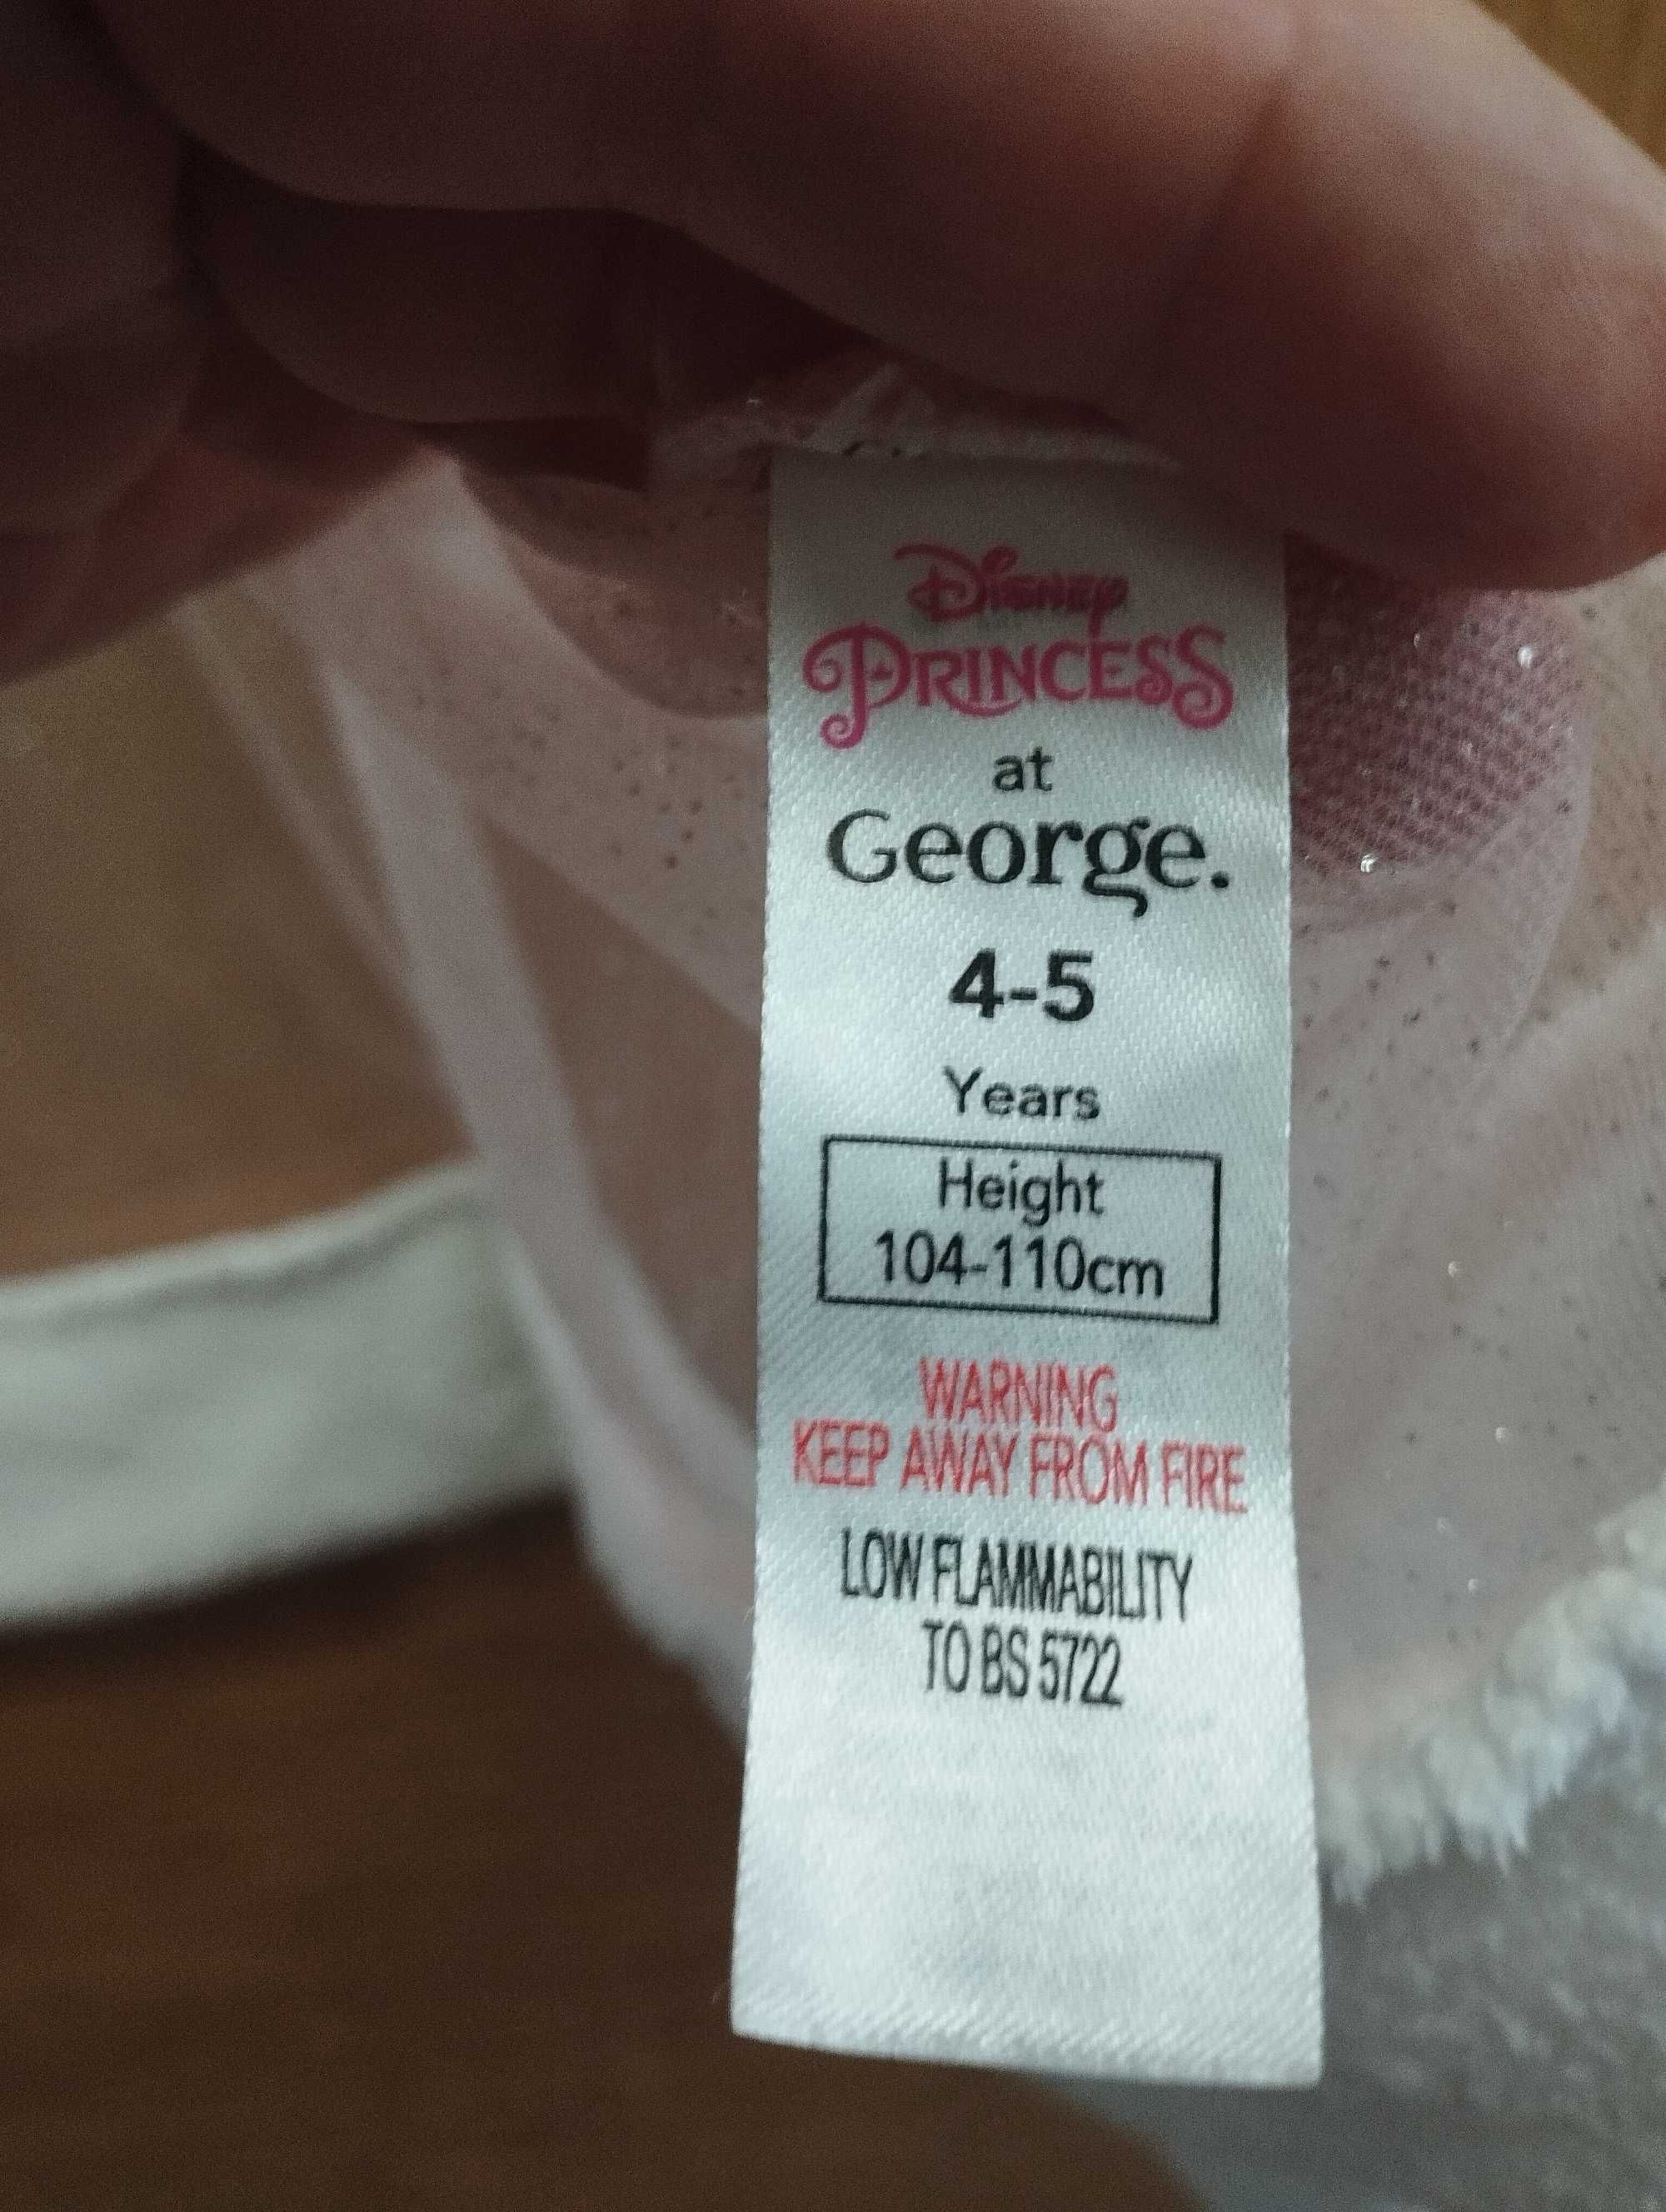 Disney
PRINCESS
at
George.
4-5
Years
Height
104-110cm
WARNING
KEEP AWAY FROM FIRE
LOW FLAMMABILITY
TO BS 5722